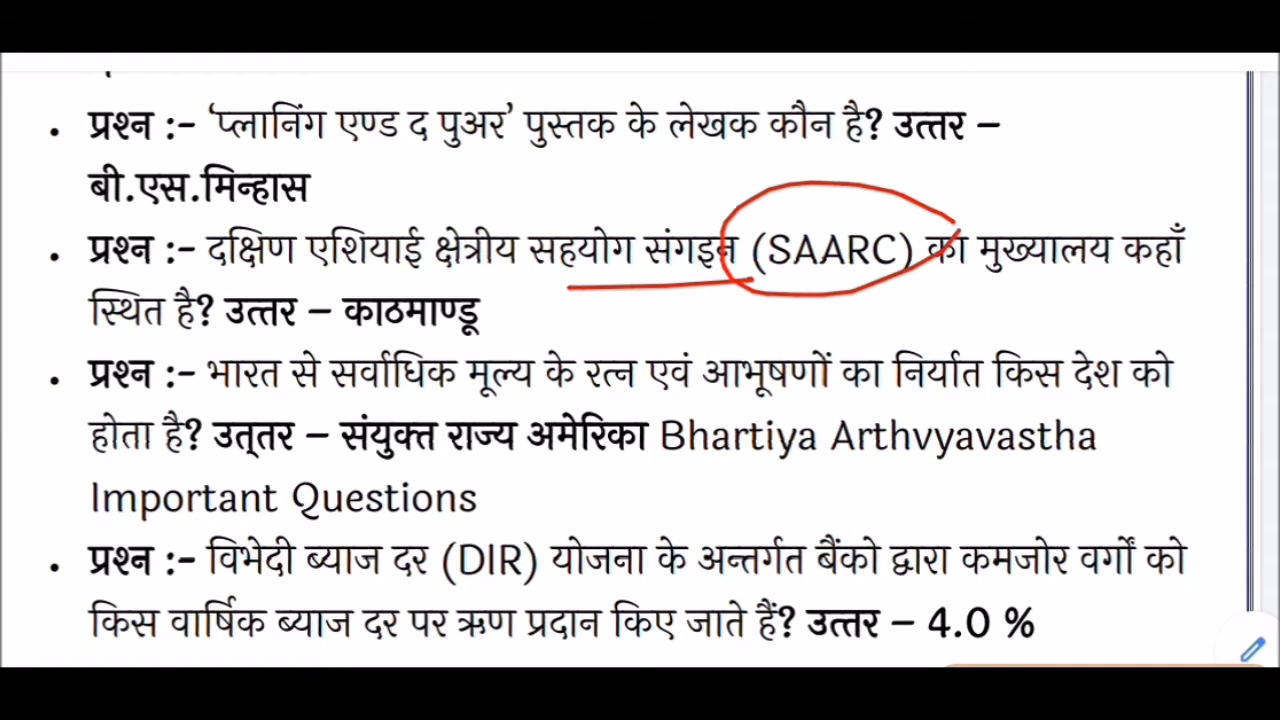 • प्रश्न :- ‘प्लानिंग एण्ड द पुअर’ पुस्तक के लेखक कौन है? उत्तर –
बी.एस.मिन्हास
• प्रश्न :- दक्षिण एशियाई क्षेत्रीय सहयोग संगइन (SAARC) का मुख्यालय कहाँ
स्थित है? उत्तर – काठमाण्डू
• प्रश्न :- भारत से सर्वाधिक मूल्य के रत्न एवं आभूषणों का निर्यात किस देश को
होता है? उत्‌तर – संयुक्त राज्य अमेरिका Bhartiya Arthvyavastha
Important Questions
• प्रश्न :- विभेदी ब्याज दर (DIR) योजना के अन्तर्गत बैंको द्वारा कमजोर वर्गों को
किस वार्षिक ब्याज दर पर ऋण प्रदान किए जाते हैं? उत्तर – 4.0 %